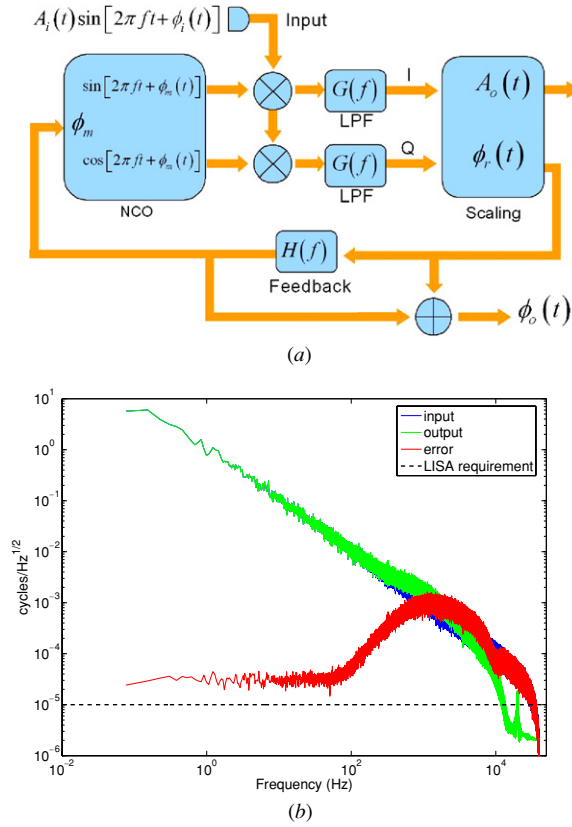 A_i(t)sin[2πft+ϕ_i(t)] Input
sin[2πft+ϕ_m(t)] G(f) I A_o(t)
LPF
ϕ_m
cos[2πft+ϕ_m(t)] G(f) Q ϕ_r(t)
LPF
NCO Scaling
H(f)
Feedback
ϕ_o(t)
(a)
input
output
error
LISA requirement
cycles/Hz^1/2
10^1
10^0
10^-1
10^-2
10^-3
10^-4
10^-5
10^-6
10^-2 10^0 10^2 10^4
Frequency (Hz)
(b)